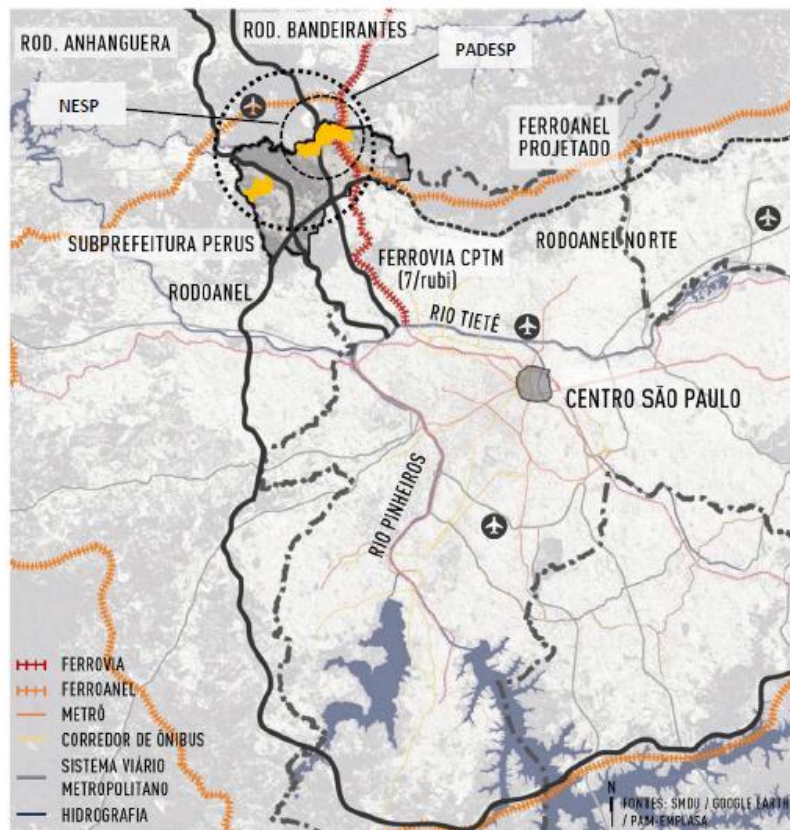 ROD. ANHANGUERA
ROD. BANDEIRANTES
PADESP
NESP
FERROANEL
PROJETADO
SUBPREFEITURA PERUS
RODOANEL
FERROVIA CPTM
(7/rubi)
RODOANEL NORTE
RIO TIETÊ
CENTRO SÃO PAULO
RIO PINHEIROS
FERROVIA
FERROANEL
METRÔ
CORREDOR DE ÔNIBUS
SISTEMA VIÁRIO
METROPOLITANO
HIDROGRAFIA
N
FONTES: SMDU / GOOGLE EARTH
/ PAM-EMPLASA